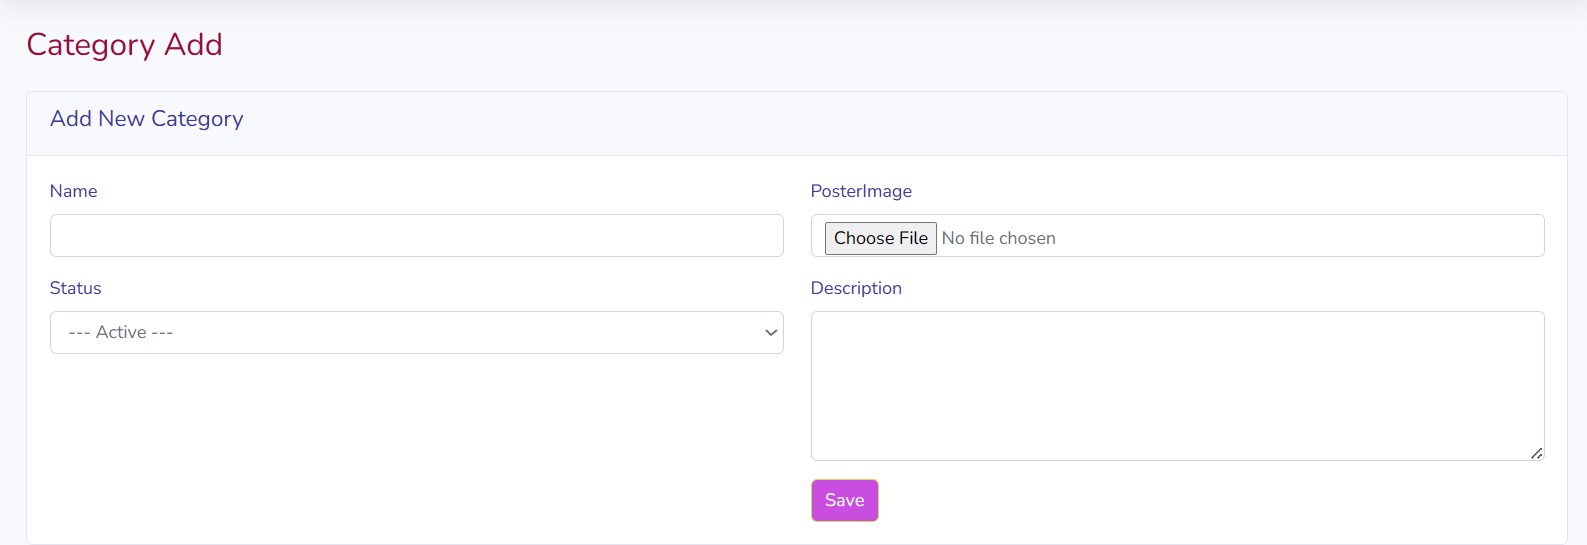 Category Add
Add New Category
Name
PosterImage
Choose File No file chosen
Status
Description
--- Active ---
Save